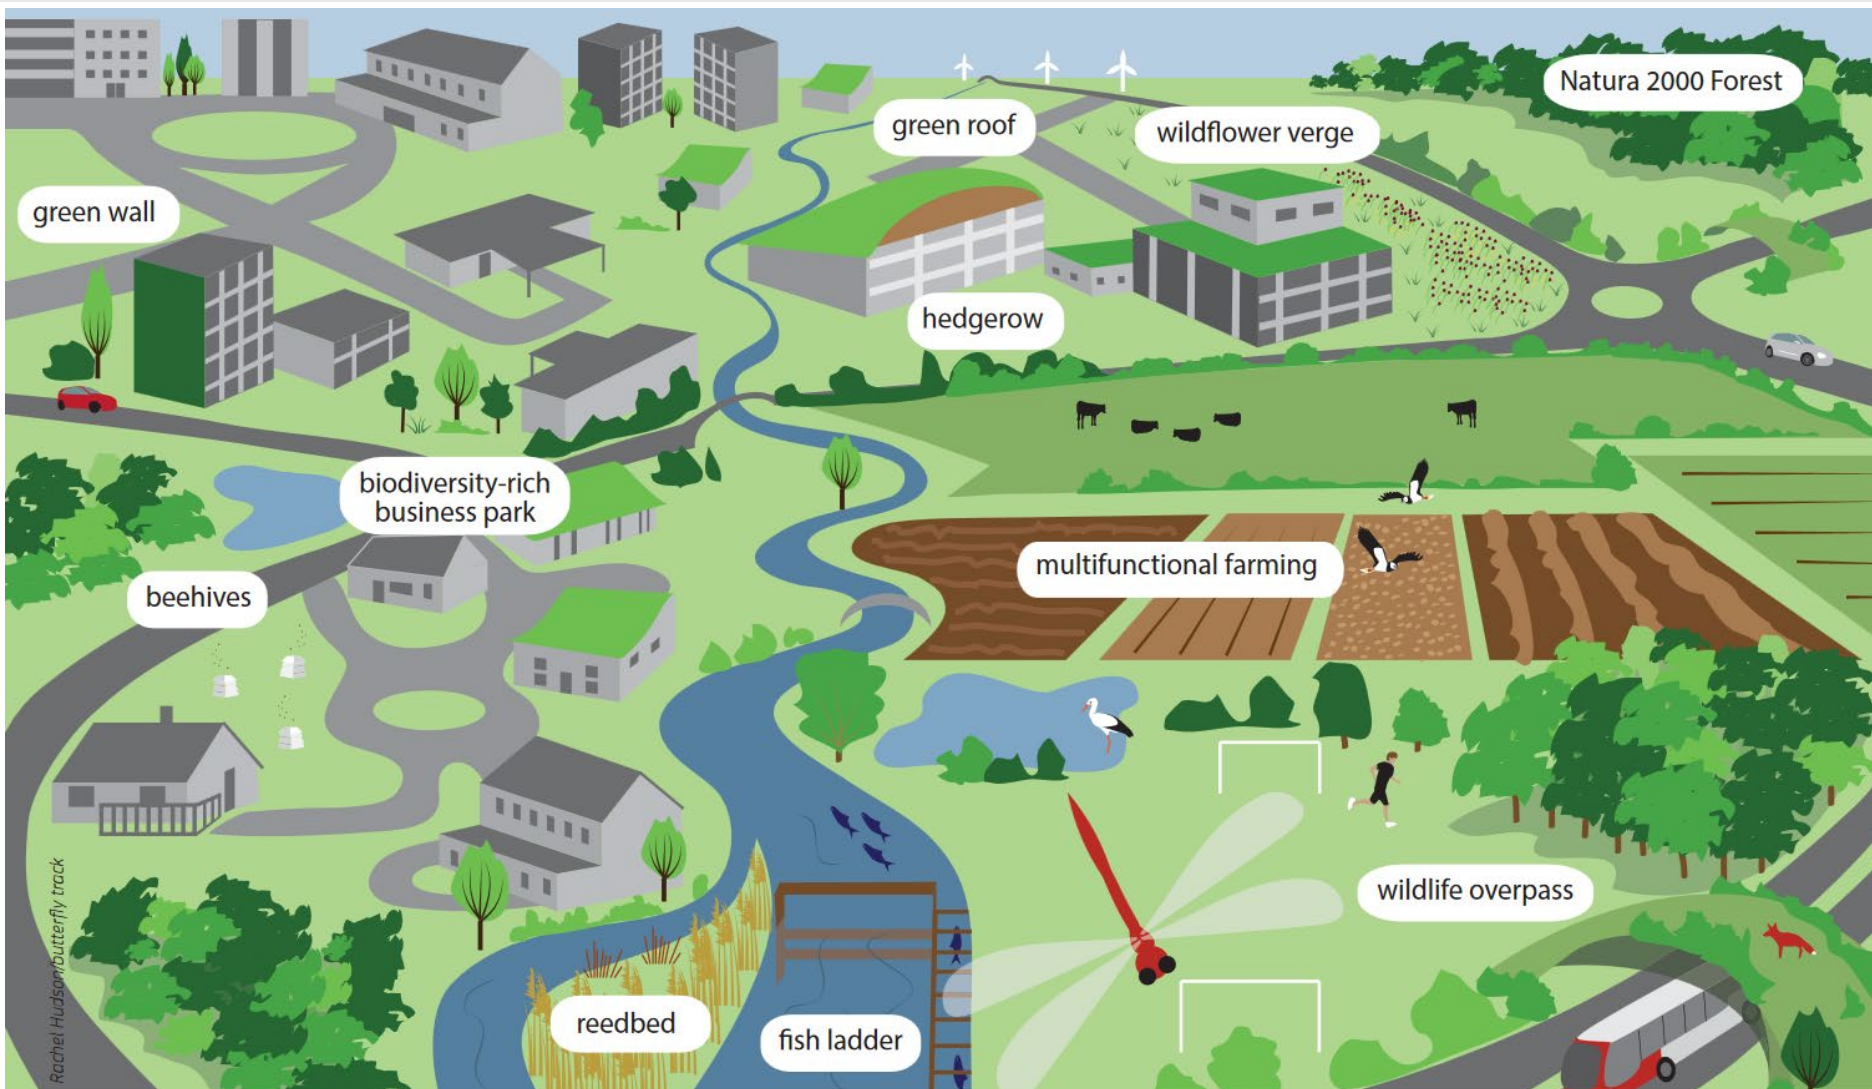 Natura 2000 Forest
green roof
wildflower verge
green wall
hedgerow
biodiversity-rich
business park
multifunctional farming
beehives
wildlife overpass
reedbed
fish ladder
Rachel Hudson/butterfly track